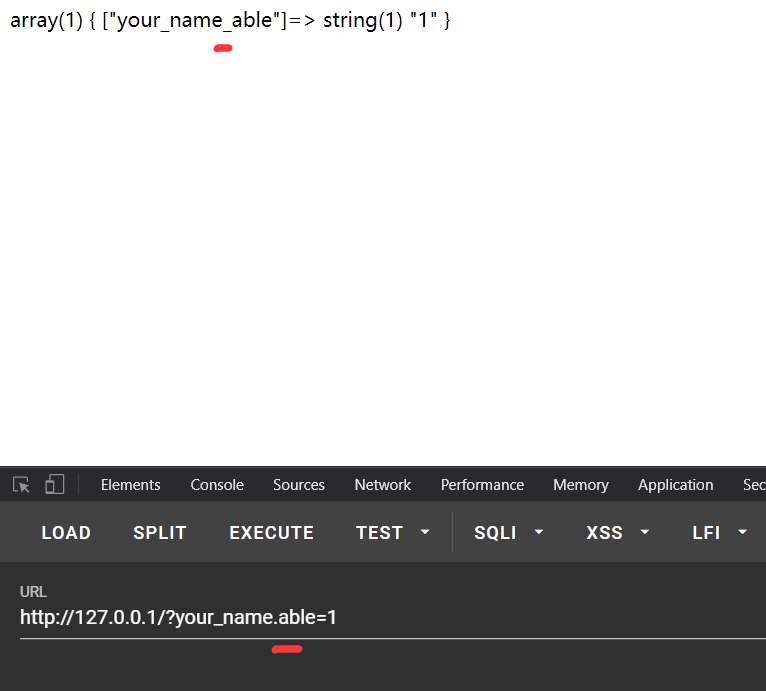 array(1) { ["your_name_able"]=> string(1) "1" }
Elements Console Sources Network Performance Memory Application Sec
LOAD SPLIT EXECUTE TEST SQLI XSS LFI
URL
http://127.0.0.1/?your_name.able=1